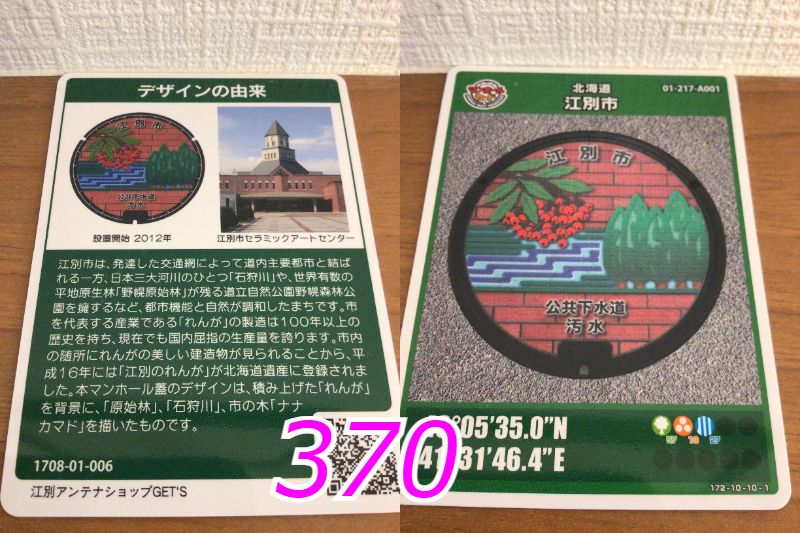 デザインの由来
江別市
公共下水道
汚水
設置開始 2012年
江別市セラミックアートセンター
江別市は、発達した交通網によって道内主要都市と結ば
れる一方、日本三大河川のひとつ「石狩川」や、世界有数の
平地原生林「野幌原始林」が残る道立自然公園野幌森林公
園を擁するなど、都市機能と自然が調和したまちです。市
を代表する産業である「れんが」の製造は100年以上の
歴史を持ち、現在でも国内屈指の生産量を誇ります。市内
の随所にれんがの美しい建造物が見られることから、平
成16年には「江別のれんが」が北海道遺産に登録されま
した。本マンホール蓋のデザインは、積み上げた「れんが」
を背景に、「原始林」、「石狩川」、市の木「ナナ
カマド」を描いたものです。
1708-01-006
江別アンテナショップGET'S
北海道
江別市
01-217-A001
江別市
公共下水道
汚水
°05'35.0"N
31'46.4"E
57 10 27
172-10-10-1
370